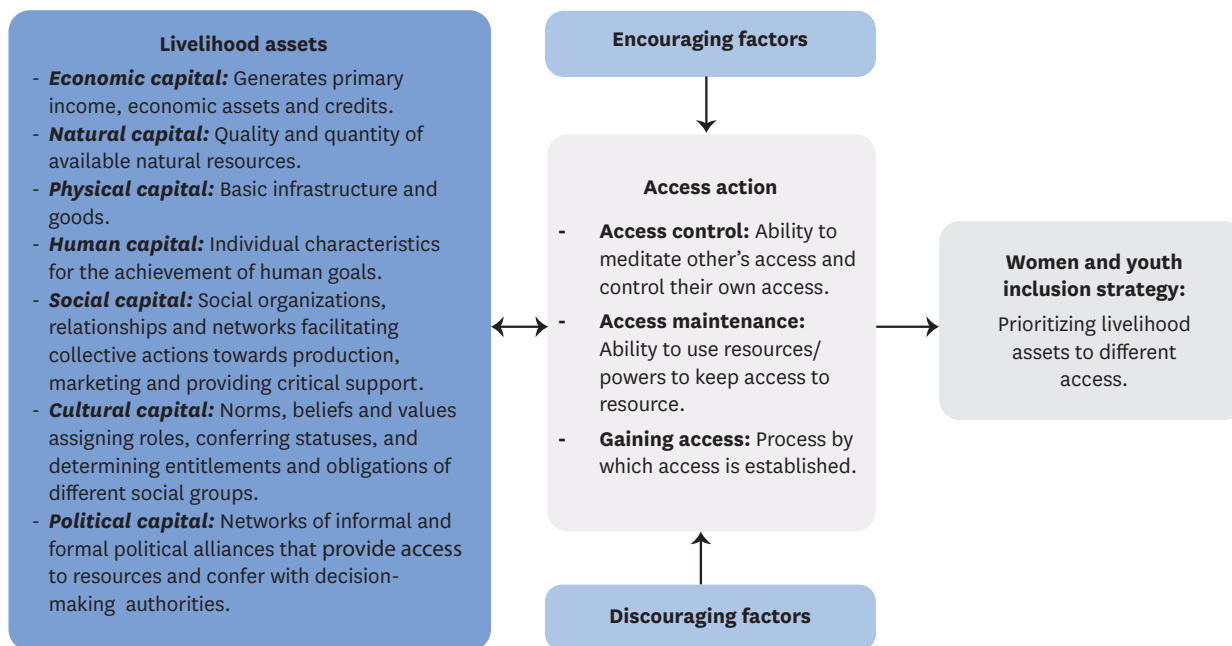 Livelihood assets
- Economic capital: Generates primary
income, economic assets and credits.
- Natural capital: Quality and quantity of
available natural resources.
- Physical capital: Basic infrastructure and
goods.
- Human capital: Individual characteristics
for the achievement of human goals.
- Social capital: Social organizations,
relationships and networks facilitating
collective actions towards production,
marketing and providing critical support.
- Cultural capital: Norms, beliefs and values
assigning roles, conferring statuses, and
determining entitlements and obligations of
different social groups.
- Political capital: Networks of informal and
formal political alliances that provide access
to resources and confer with decision-
making authorities.
Encouraging factors
Access action
- Access control: Ability to
meditate other's access and
control their own access.
- Access maintenance:
Ability to use resources/
powers to keep access to
resource.
- Gaining access: Process by
which access is established.
Discouraging factors
Women and youth
inclusion strategy:
Prioritizing livelihood
assets to different
access.